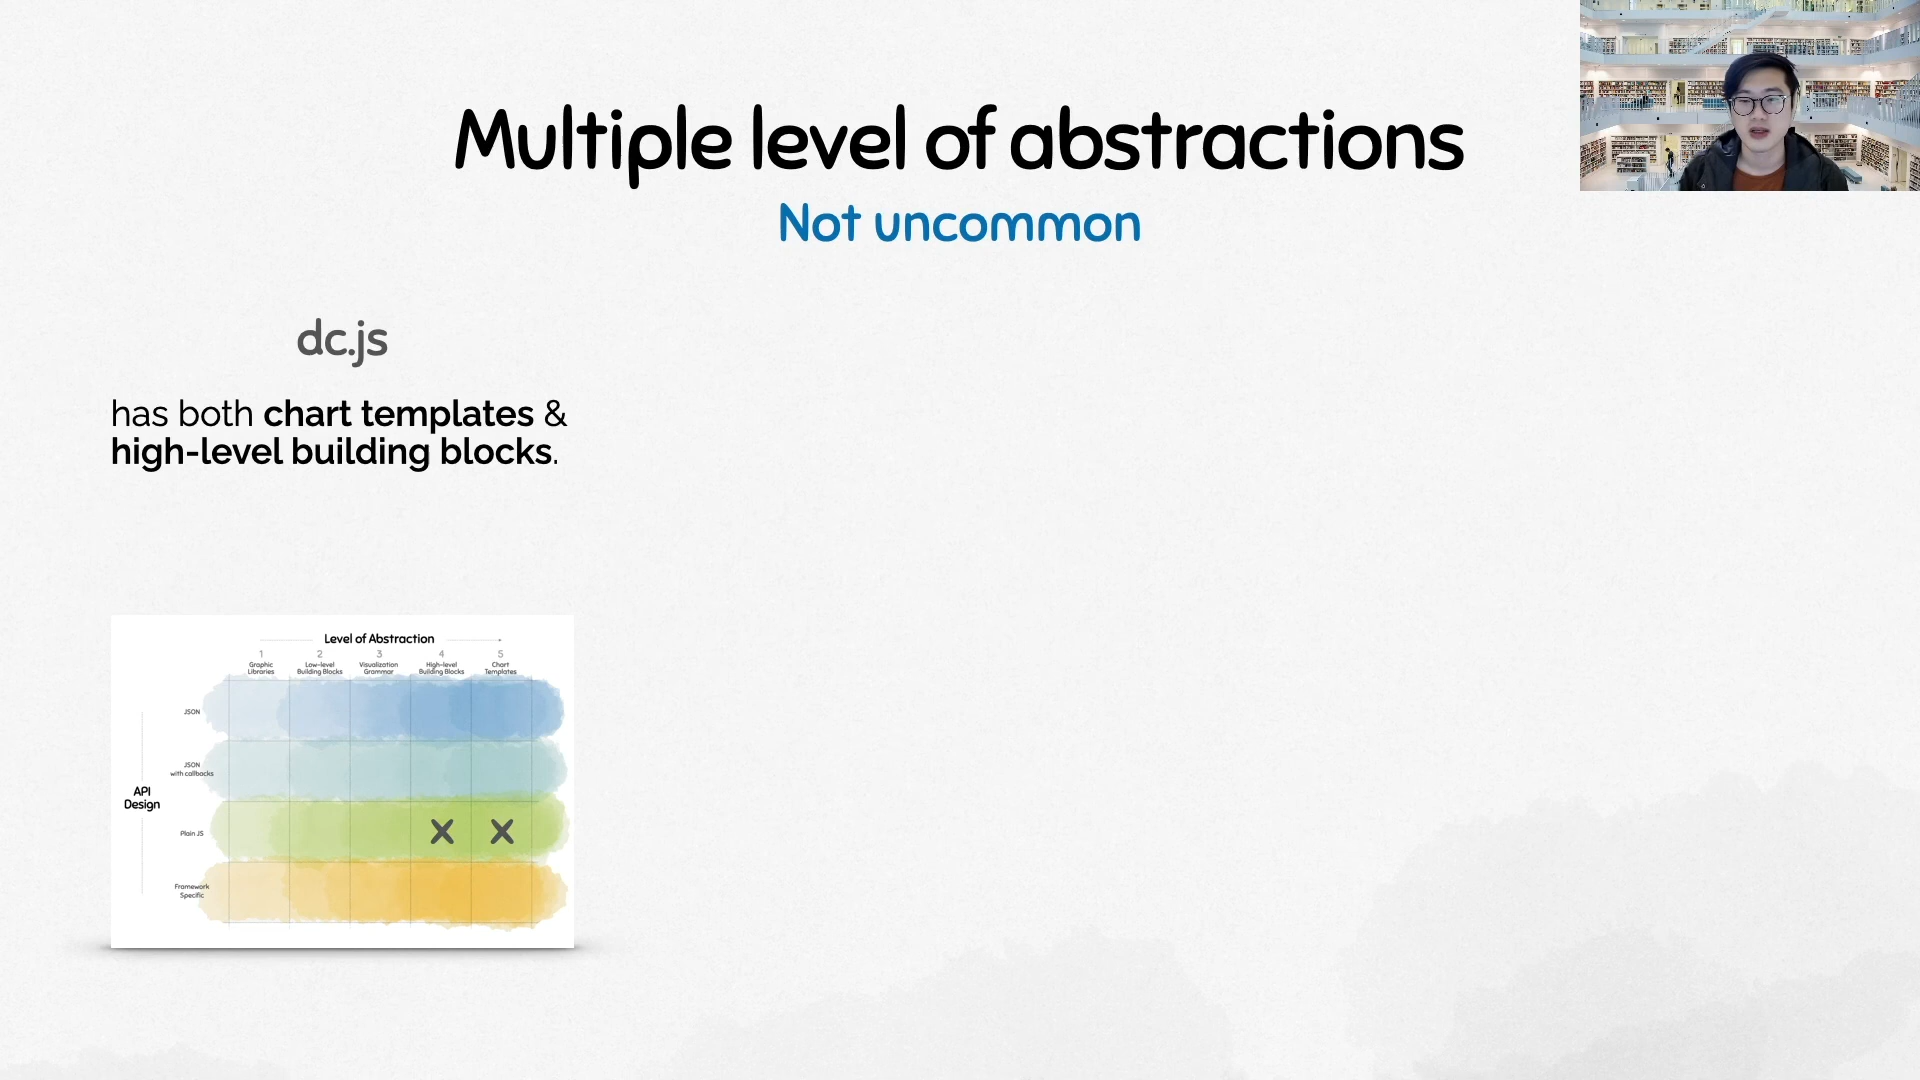 Multiple level of abstractions
Not uncommon
dc.js
has both chart templates &
high-level building blocks.
Level of Abstraction
1 2 3 4 5
Graphic Libraries
Low-level Building Blocks
Visualization Grammar
High-level Building Blocks
Chart Templates
JSON
JSON
with callbacks
API
Design
Plain JS
X X
Framework
Specific